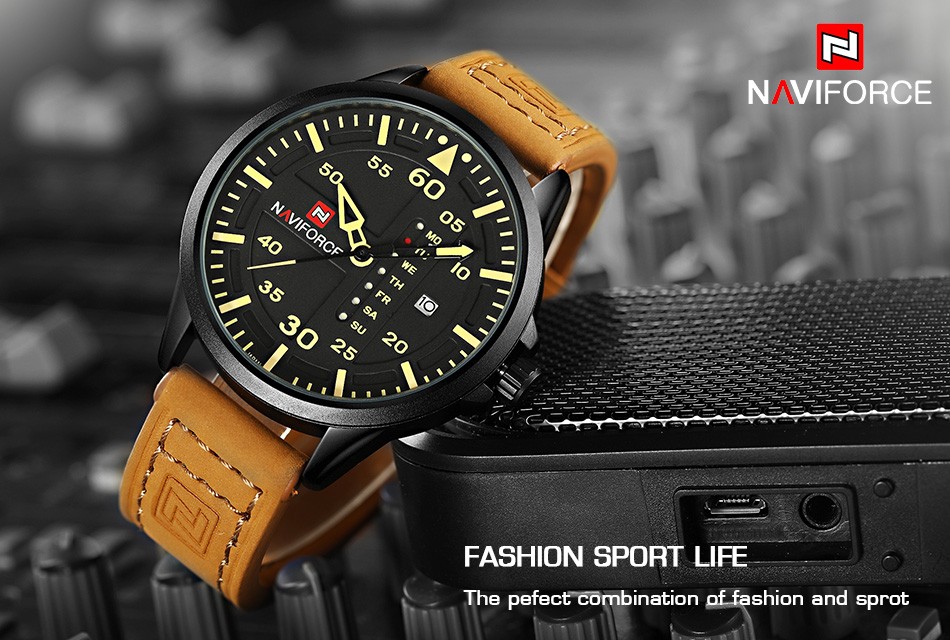 NAVIFORCE
60
05
10
20
25
30
35
40
50
55
NAVIFORCE
MO
TU
WE
TH
FR
SA
SU
10
FASHION SPORT LIFE
The pefect combination of fashion and sprot